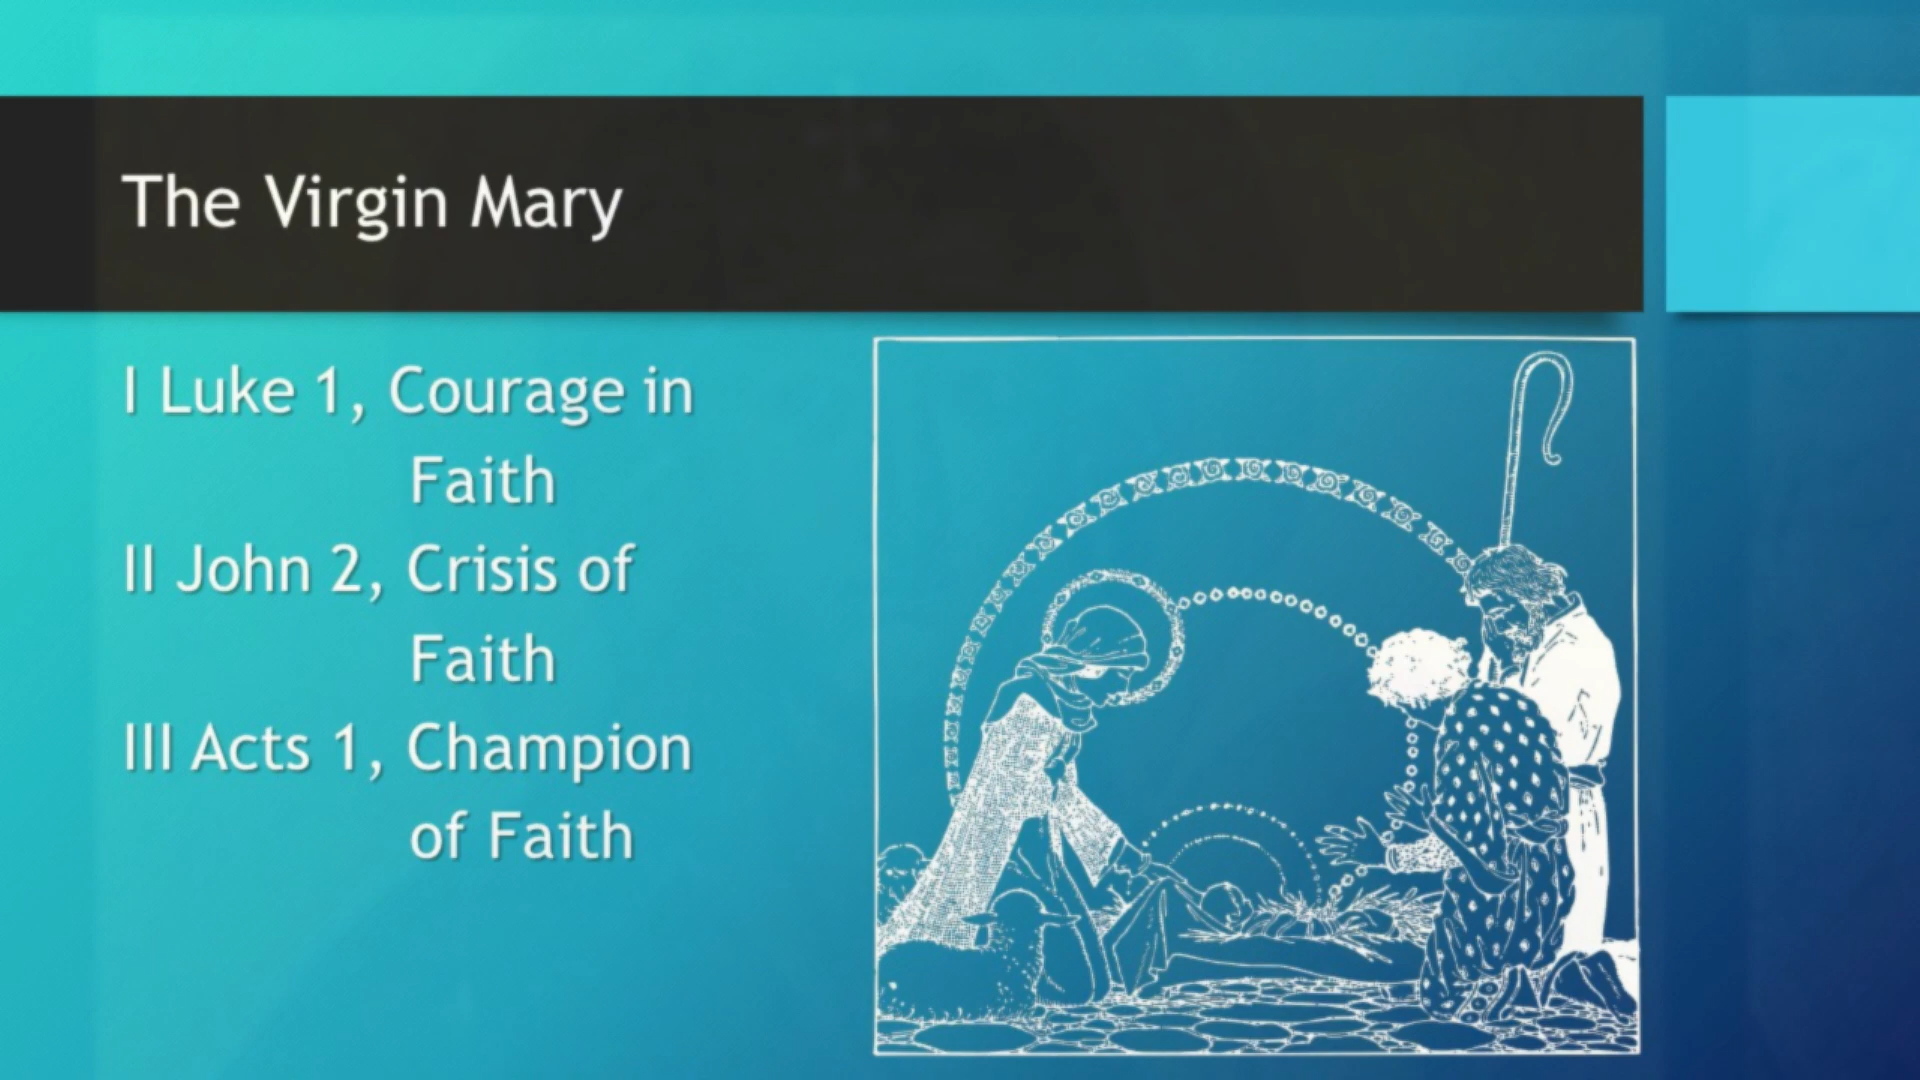 The Virgin Mary
I Luke 1, Courage in
Faith
II John 2, Crisis of
Faith
III Acts 1, Champion
of Faith